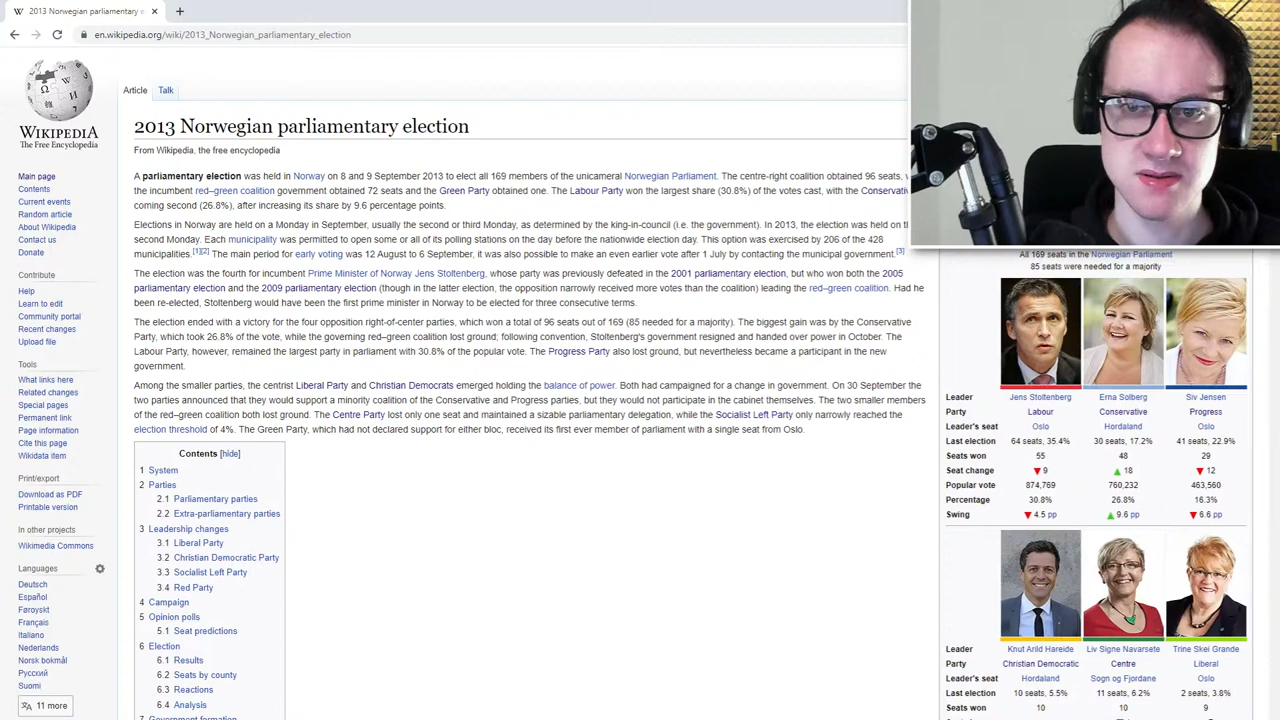 2013 Norwegian parliamentary e
en.wikipedia.org/wiki/2013_Norwegian_parliamentary_election
WIKIPEDIA
The Free Encyclopedia
Main page
Contents
Current events
Random article
About Wikipedia
Contact us
Donate
Contribute
Help
Learn to edit
Community portal
Recent changes
Upload file
Tools
What links here
Related changes
Special pages
Permanent link
Page information
Cite this page
Wikidata item
Print/export
Download as PDF
Printable version
In other projects
Wikimedia Commons
Languages
Deutsch
Español
Føroyskt
Français
Italiano
Nederlands
Norsk bokmål
Русский
Suomi
11 more
Article Talk
2013 Norwegian parliamentary election
From Wikipedia, the free encyclopedia
A parliamentary election was held in Norway on 8 and 9 September 2013 to elect all 169 members of the unicameral Norwegian Parliament. The centre-right coalition obtained 96 seats,
the incumbent red–green coalition government obtained 72 seats and the Green Party obtained one. The Labour Party won the largest share (30.8%) of the votes cast, with the Conservativ
coming second (26.8%), after increasing its share by 9.6 percentage points.
Elections in Norway are held on a Monday in September, usually the second or third Monday, as determined by the king-in-council (i.e. the government). In 2013, the election was held on th
second Monday. Each municipality was permitted to open some or all of its polling stations on the day before the nationwide election day. This option was exercised by 206 of the 428
municipalities.[1][2] The main period for early voting was 12 August to 6 September, it was also possible to make an even earlier vote after 1 July by contacting the municipal government.[3]
The election was the fourth for incumbent Prime Minister of Norway Jens Stoltenberg, whose party was previously defeated in the 2001 parliamentary election, but who won both the 2005
parliamentary election and the 2009 parliamentary election (though in the latter election, the opposition narrowly received more votes than the coalition) leading the red–green coalition. Had he
been re-elected, Stoltenberg would have been the first prime minister in Norway to be elected for three consecutive terms.
The election ended with a victory for the four opposition right-of-center parties, which won a total of 96 seats out of 169 (85 needed for a majority). The biggest gain was by the Conservative
Party, which took 26.8% of the vote, while the governing red–green coalition lost ground; following convention, Stoltenberg's government resigned and handed over power in October. The
Labour Party, however, remained the largest party in parliament with 30.8% of the popular vote. The Progress Party also lost ground, but nevertheless became a participant in the new
government.
Among the smaller parties, the centrist Liberal Party and Christian Democrats emerged holding the balance of power. Both had campaigned for a change in government. On 30 September the
two parties announced that they would support a minority coalition of the Conservative and Progress parties, but they would not participate in the cabinet themselves. The two smaller members
of the red–green coalition both lost ground. The Centre Party lost only one seat and maintained a sizable parliamentary delegation, while the Socialist Left Party only narrowly reached the
election threshold of 4%. The Green Party, which had not declared support for either bloc, received its first ever member of parliament with a single seat from Oslo.
Contents [hide]
1 System
2 Parties
2.1 Parliamentary parties
2.2 Extra-parliamentary parties
3 Leadership changes
3.1 Liberal Party
3.2 Christian Democratic Party
3.3 Socialist Left Party
3.4 Red Party
4 Campaign
5 Opinion polls
5.1 Seat predictions
6 Election
6.1 Results
6.2 Seats by county
6.3 Reactions
6.4 Analysis
7 Government formation
All 169 seats in the Norwegian Parliament
85 seats were needed for a majority
Leader Jens Stoltenberg Erna Solberg Siv Jensen
Party Labour Conservative Progress
Leader's seat Oslo Hordaland Oslo
Last election 64 seats, 35.4% 30 seats, 17.2% 41 seats, 22.9%
Seats won 55 48 29
Seat change 9 18 12
Popular vote 874,769 760,232 463,560
Percentage 30.8% 26.8% 16.3%
Swing 4.5 pp 9.6 pp 6.6 pp
Leader Knut Arild Hareide Liv Signe Navarsete Trine Skei Grande
Party Christian Democratic Centre Liberal
Leader's seat Hordaland Sogn og Fjordane Oslo
Last election 10 seats, 5.5% 11 seats, 6.2% 2 seats, 3.8%
Seats won 10 10 9